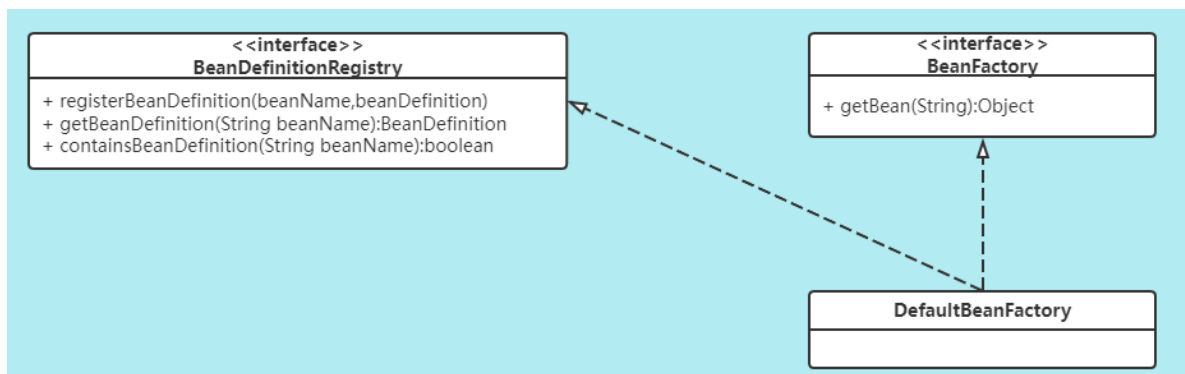 <<interface>>
BeanDefinitionRegistry
+ registerBeanDefinition(beanName,beanDefinition)
+ getBeanDefinition(String beanName):BeanDefinition
+ containsBeanDefinition(String beanName):boolean
<<interface>>
BeanFactory
+ getBean(String):Object
DefaultBeanFactory